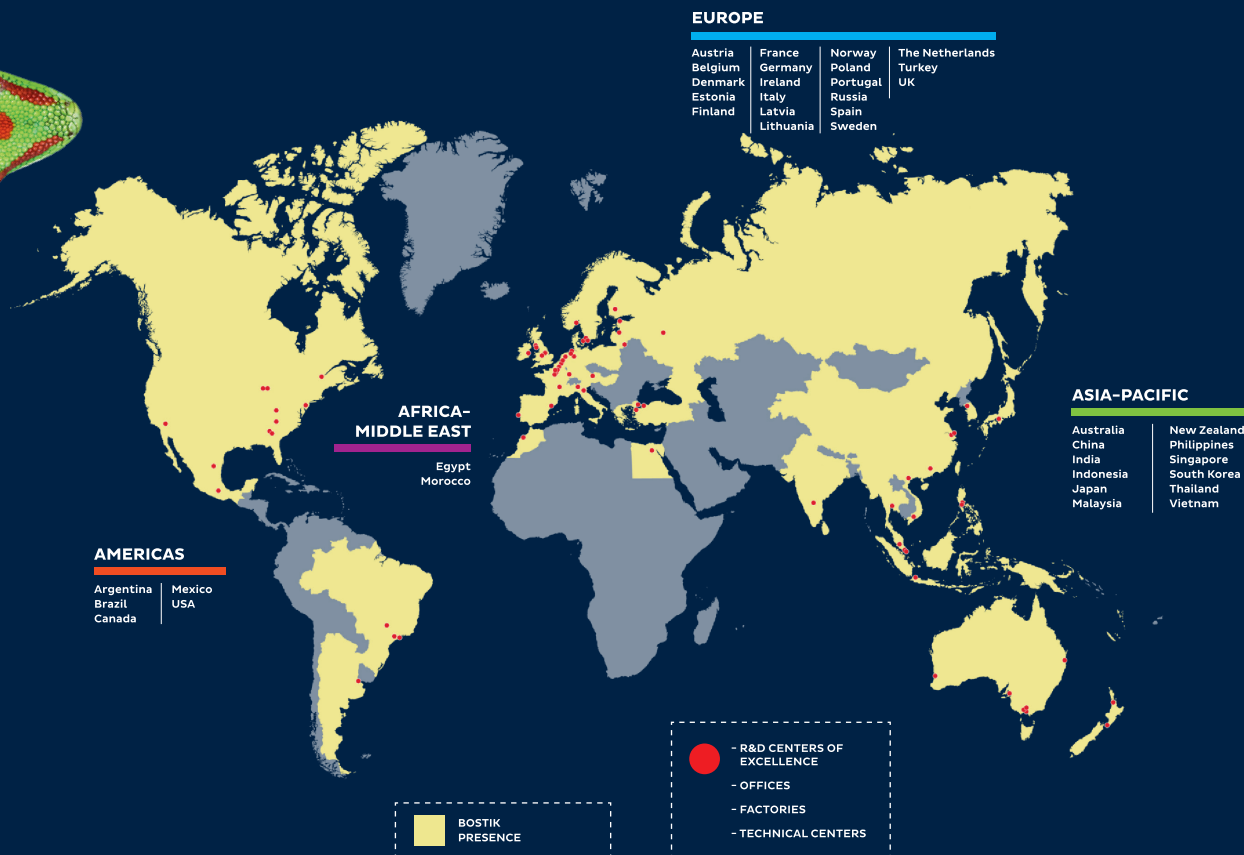 EUROPE
Austria
Belgium
Denmark
Estonia
Finland
France
Germany
Ireland
Italy
Latvia
Lithuania
Norway
Poland
Portugal
Russia
Spain
Sweden
The Netherlands
Turkey
UK
AFRICA-
MIDDLE EAST
Egypt
Morocco
ASIA-PACIFIC
Australia
China
India
Indonesia
Japan
Malaysia
New Zealand
Philippines
Singapore
South Korea
Thailand
Vietnam
AMERICAS
Argentina
Brazil
Canada
Mexico
USA
- R&D CENTERS OF
EXCELLENCE
- OFFICES
- FACTORIES
- TECHNICAL CENTERS
BOSTIK
PRESENCE